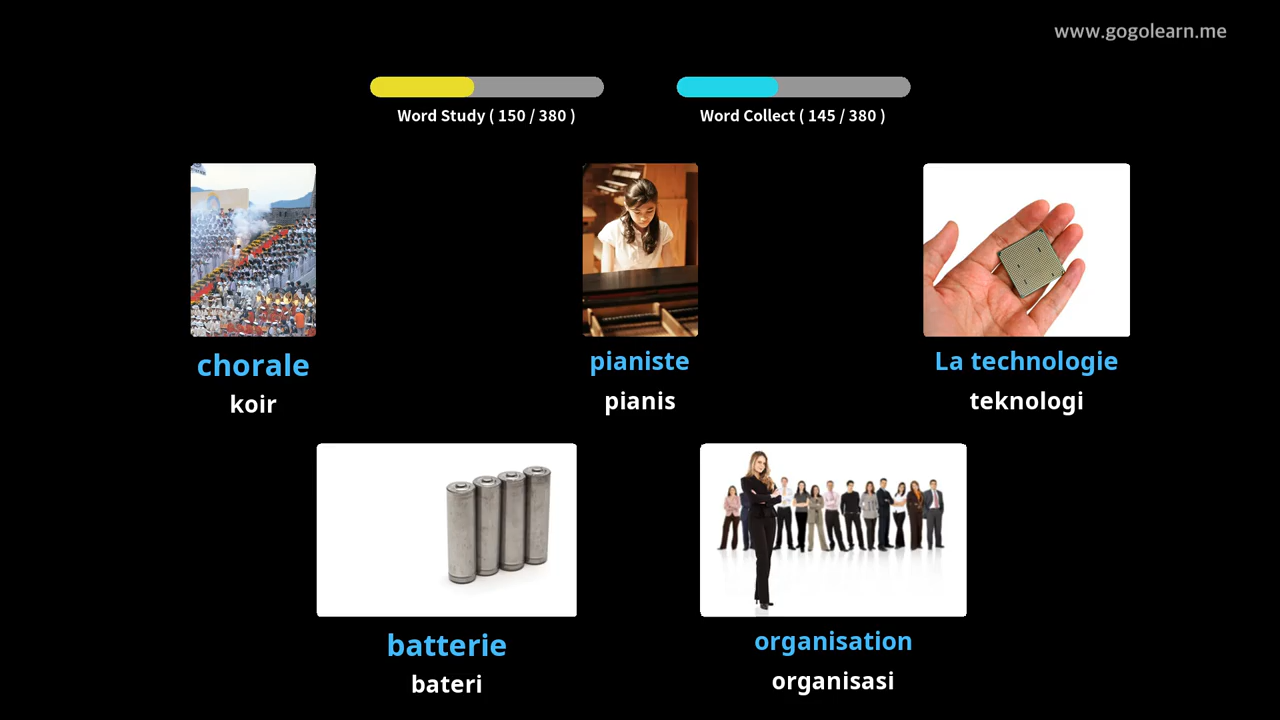 www.gogolearn.me
Word Study ( 150 / 380 )
Word Collect ( 145 / 380 )
chorale
koir
pianiste
pianis
La technologie
teknologi
batterie
bateri
organisation
organisasi